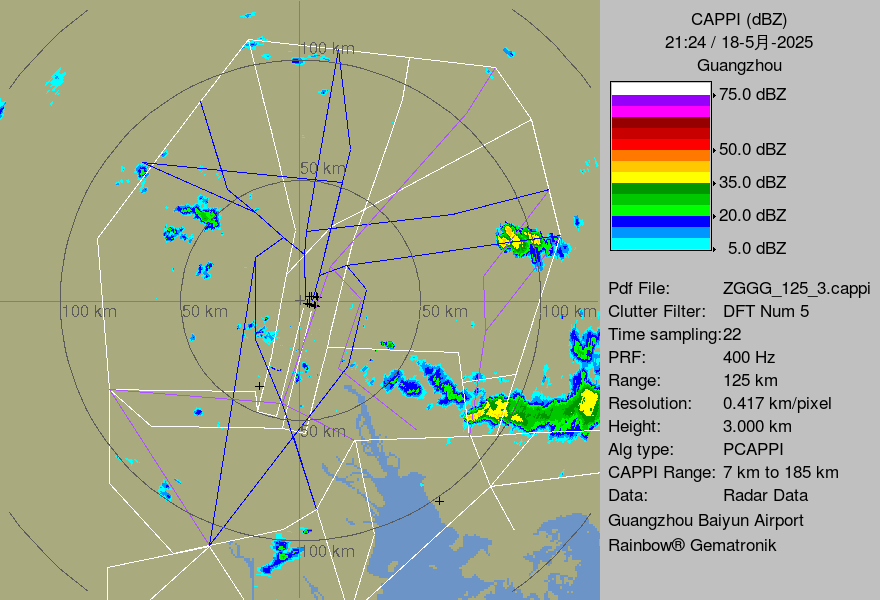 CAPPI (dBZ)
21:24 / 18-5月-2025
Guangzhou
75.0 dBZ
50.0 dBZ
35.0 dBZ
20.0 dBZ
5.0 dBZ
Pdf File: ZGGG_125_3.cappi
Clutter Filter: DFT Num 5
Time sampling:22
PRF: 400 Hz
Range: 125 km
Resolution: 0.417 km/pixel
Height: 3.000 km
Alg type: PCAPPI
CAPPI Range: 7 km to 185 km
Data: Radar Data
Guangzhou Baiyun Airport
Rainbow® Gematronik
100 km
50 km
100 km
50 km
50 km
100 km
50 km
100 km